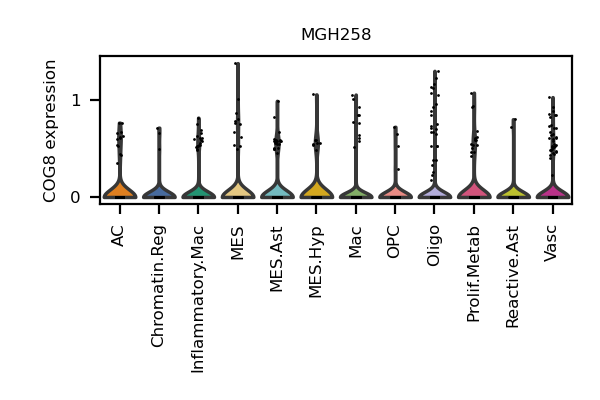 MGH258
COG8 expression
1
0
AC
Chromatin.Reg
Inflammatory.Mac
MES
MES.Ast
MES.Hyp
Mac
OPC
Oligo
Prolif.Metab
Reactive.Ast
Vasc